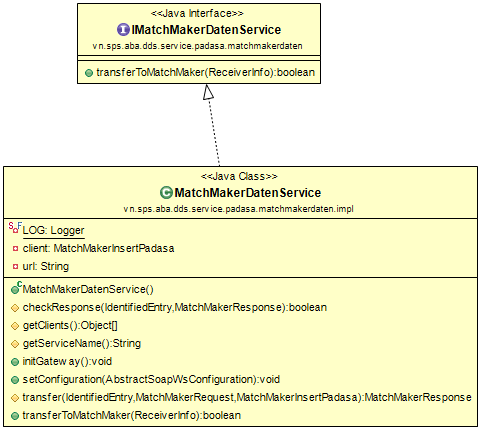 <<Java Interface>>
I IMatchMakerDatenService
vn.sps.aba.dds.service.padasa.matchmakerdaten
transferToMatchMaker(ReceiverInfo):boolean
<<Java Class>>
C MatchMakerDatenService
vn.sps.aba.dds.service.padasa.matchmakerdaten.impl
S F LOG: Logger
client: MatchMakerInsertPadasa
url: String
C MatchMakerDatenService()
checkResponse(IdentifiedEntry,MatchMakerResponse):boolean
getClients():Object[]
getServiceName():String
initGateway():void
setConfiguration(AbstractSoapWsConfiguration):void
transfer(IdentifiedEntry,MatchMakerRequest,MatchMakerInsertPadasa):MatchMakerResponse
transferToMatchMaker(ReceiverInfo):boolean